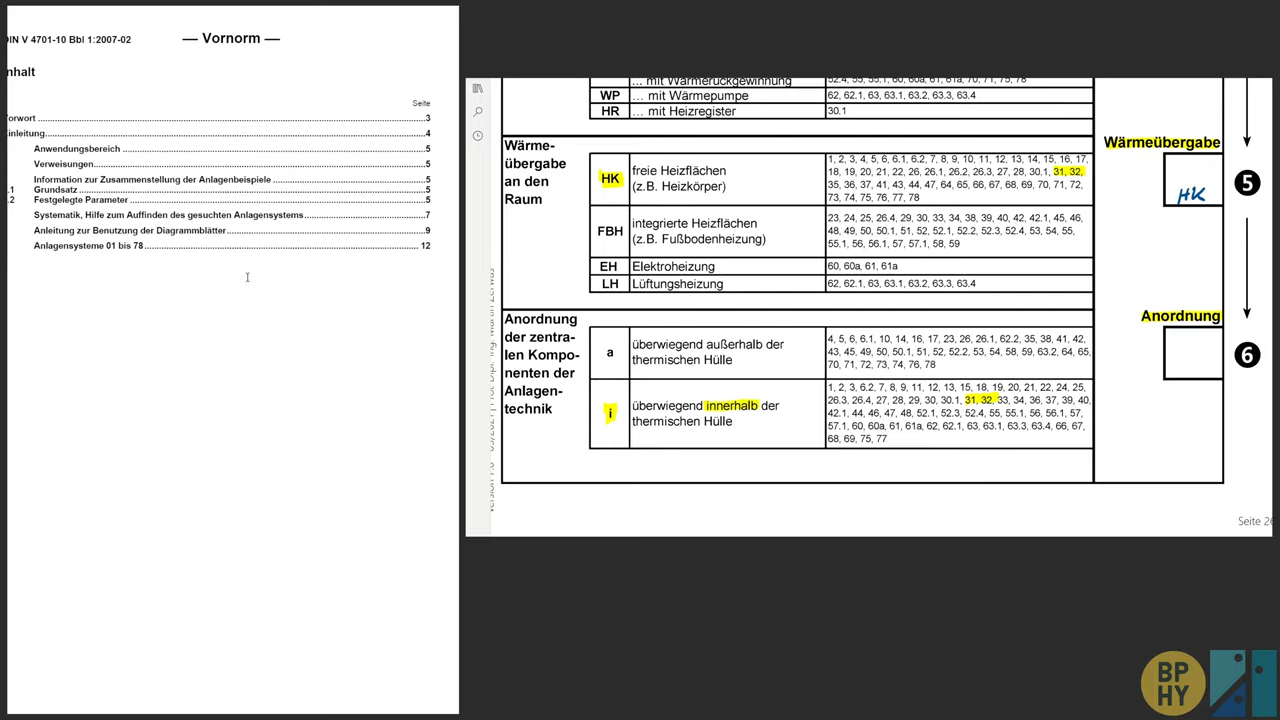 DIN V 4701-10 Bbl 1:2007-02
— Vornorm —
nhalt
Seite
orwort ... 3
inleitung ... 4
Anwendungsbereich ... 5
Verweisungen ... 5
Information zur Zusammenstellung der Anlagenbeispiele ... 5
.1 Grundsatz ... 5
.2 Festgelegte Parameter ... 5
Systematik, Hilfe zum Auffinden des gesuchten Anlagensystems ... 7
Anleitung zur Benutzung der Diagrammblätter ... 9
Anlagensysteme 01 bis 78 ... 12
... mit Wärmerückgewinnung
52.4, 55, 55.1, 60, 60a, 61, 61a, 70, 71, 75, 78
WP
... mit Wärmepumpe
62, 62.1, 63, 63.1, 63.2, 63.3, 63.4
HR
... mit Heizregister
30.1
Wärme-
übergabe
an den
Raum
HK
freie Heizflächen
(z.B. Heizkörper)
1, 2, 3, 4, 5, 6, 6.1, 6.2, 7, 8, 9, 10, 11, 12, 13, 14, 15, 16, 17,
18, 19, 20, 21, 22, 26, 26.1, 26.2, 26.3, 27, 28, 30.1, 31, 32,
35, 36, 37, 41, 43, 44, 47, 64, 65, 66, 67, 68, 69, 70, 71, 72,
73, 74, 75, 76, 77, 78
FBH
integrierte Heizflächen
(z.B. Fußbodenheizung)
23, 24, 25, 26.4, 29, 30, 33, 34, 38, 39, 40, 42, 42.1, 45, 46,
48, 49, 50, 50.1, 51, 52, 52.1, 52.2, 52.3, 52.4, 53, 54, 55,
55.1, 56, 56.1, 57, 57.1, 58, 59
EH
Elektroheizung
60, 60a, 61, 61a
LH
Lüftungsheizung
62, 62.1, 63, 63.1, 63.2, 63.3, 63.4
Wärmeübergabe
HK
5
Anordnung
der zentra-
len Kompo-
nenten der
Anlagen-
technik
a
überwiegend außerhalb der
thermischen Hülle
4, 5, 6, 6.1, 10, 14, 16, 17, 23, 26, 26.1, 62.2, 35, 38, 41, 42,
43, 45, 49, 50, 50.1, 51, 52, 52.2, 53, 54, 58, 59, 63.2, 64, 65,
70, 71, 72, 73, 74, 76, 78
i
überwiegend innerhalb der
thermischen Hülle
1, 2, 3, 6.2, 7, 8, 9, 11, 12, 13, 15, 18, 19, 20, 21, 22, 24, 25,
26.3, 26.4, 27, 28, 29, 30, 30.1, 31, 32, 33, 34, 36, 37, 39, 40,
42.1, 44, 46, 47, 48, 52.1, 52.3, 52.4, 55, 55.1, 56, 56.1, 57,
57.1, 60, 60a, 61, 61a, 62, 62.1, 63, 63.1, 63.3, 63.4, 66, 67,
68, 69, 75, 77
Anordnung
6
Seite 26
BP
HY